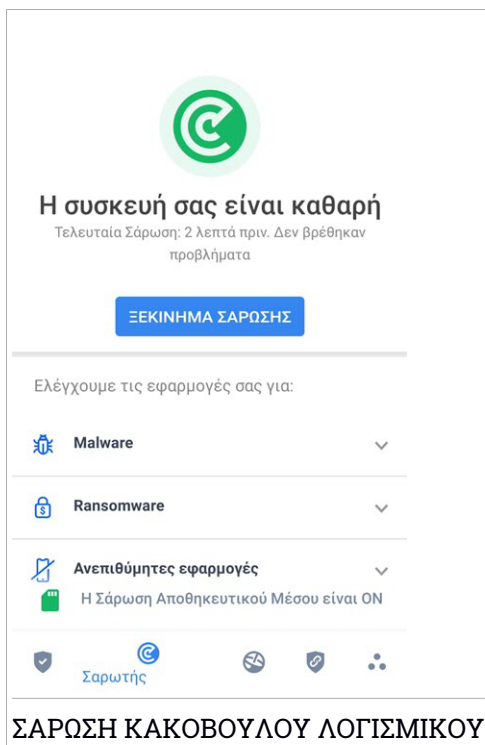 Η συσκευή σας είναι καθαρή
Τελευταία Σάρωση: 2 λεπτά πριν. Δεν βρέθηκαν
προβλήματα
ΞΕΚΙΝΗΜΑ ΣΑΡΩΣΗΣ
Ελέγχουμε τις εφαρμογές σας για:
Malware
Ransomware
Ανεπιθύμητες εφαρμογές
Η Σάρωση Αποθηκευτικού Μέσου είναι ON
Σαρωτής
ΣΑΡΩΣΗ ΚΑΚΟΒΟΥΛΟΥ ΛΟΓΙΣΜΙΚΟΥ